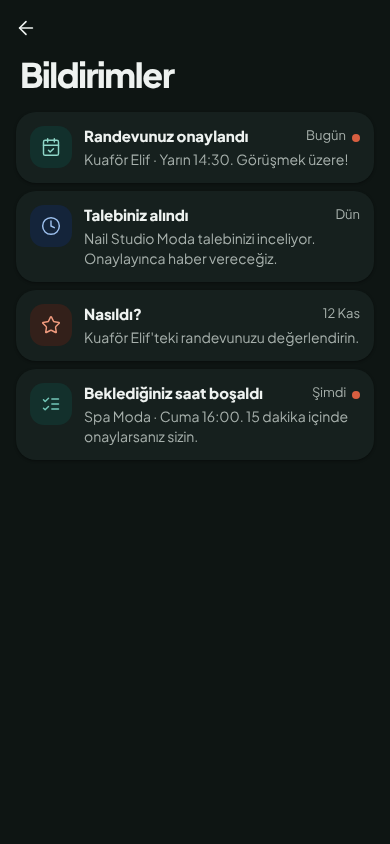 Bildirimler
Randevunuz onaylandı
Bugün
Kuaför Elif · Yarın 14:30. Görüşmek üzere!
Talebiniz alındı
Dün
Nail Studio Moda talebinizi inceliyor.
Onaylayınca haber vereceğiz.
Nasıldı?
12 Kas
Kuaför Elif'teki randevunuzu değerlendirin.
Beklediğiniz saat boşaldı
Şimdi
Spa Moda · Cuma 16:00. 15 dakika içinde
onaylarsanız sizin.